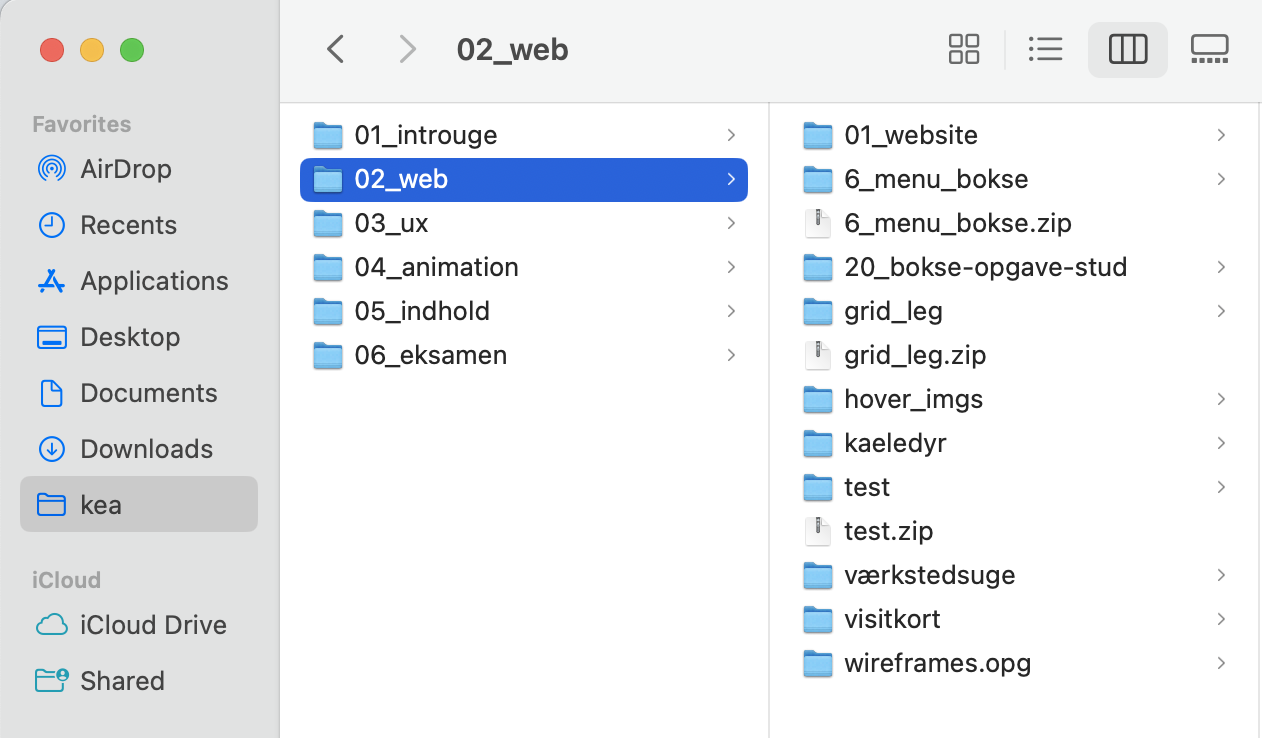 02_web
Favorites
AirDrop
Recents
Applications
Desktop
Documents
Downloads
kea
iCloud
iCloud Drive
Shared
01_introuge
02_web
03_ux
04_animation
05_indhold
06_eksamen
01_website
6_menu_bokse
6_menu_bokse.zip
20_bokse-opgave-stud
grid_leg
grid_leg.zip
hover_imgs
kaeledyr
test
test.zip
værkstedsuge
visitkort
wireframes.opg